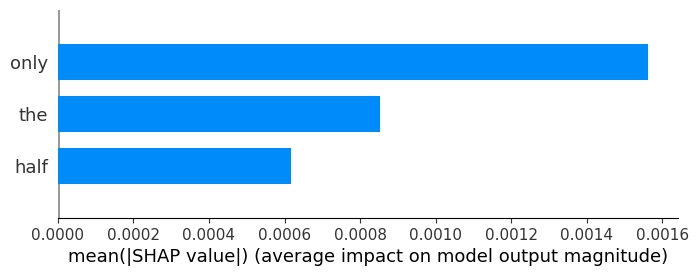 only
the
half
0.0000 0.0002 0.0004 0.0006 0.0008 0.0010 0.0012 0.0014 0.0016
mean(|SHAP value|) (average impact on model output magnitude)